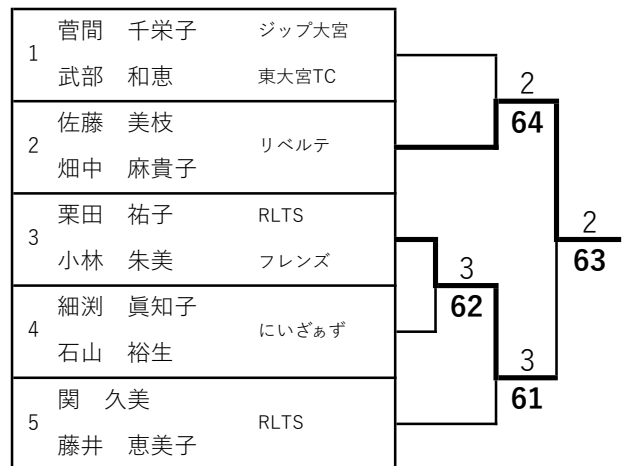 1
菅間　千栄子 ジップ大宮
武部　和恵 東大宮TC
2
佐藤　美枝
畑中　麻貴子
リベルテ
3
栗田　祐子 RLTS
小林　朱美 フレンズ
4
細渕　眞知子
石山　裕生
にいざぁず
5
関　久美
藤井　恵美子
RLTS
2
64
3
62
3
61
2
63